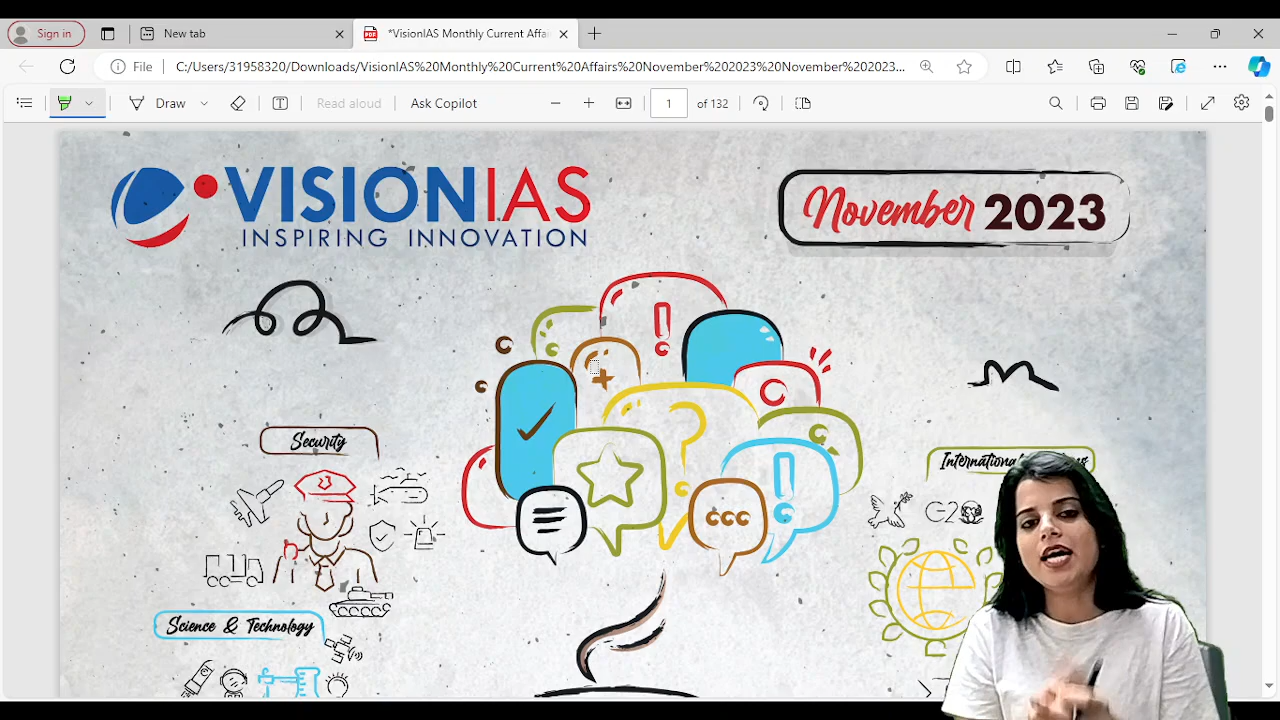 Sign in
New tab
*VisionIAS Monthly Current Affai
File
C:/Users/31958320/Downloads/VisionIAS%20Monthly%20Current%20Affairs%20November%202023%20November%202023...
Draw
Read aloud
Ask Copilot
1 of 132
VISIONIAS
INSPIRING INNOVATION
November 2023
Security
International
G20
Science & Technology